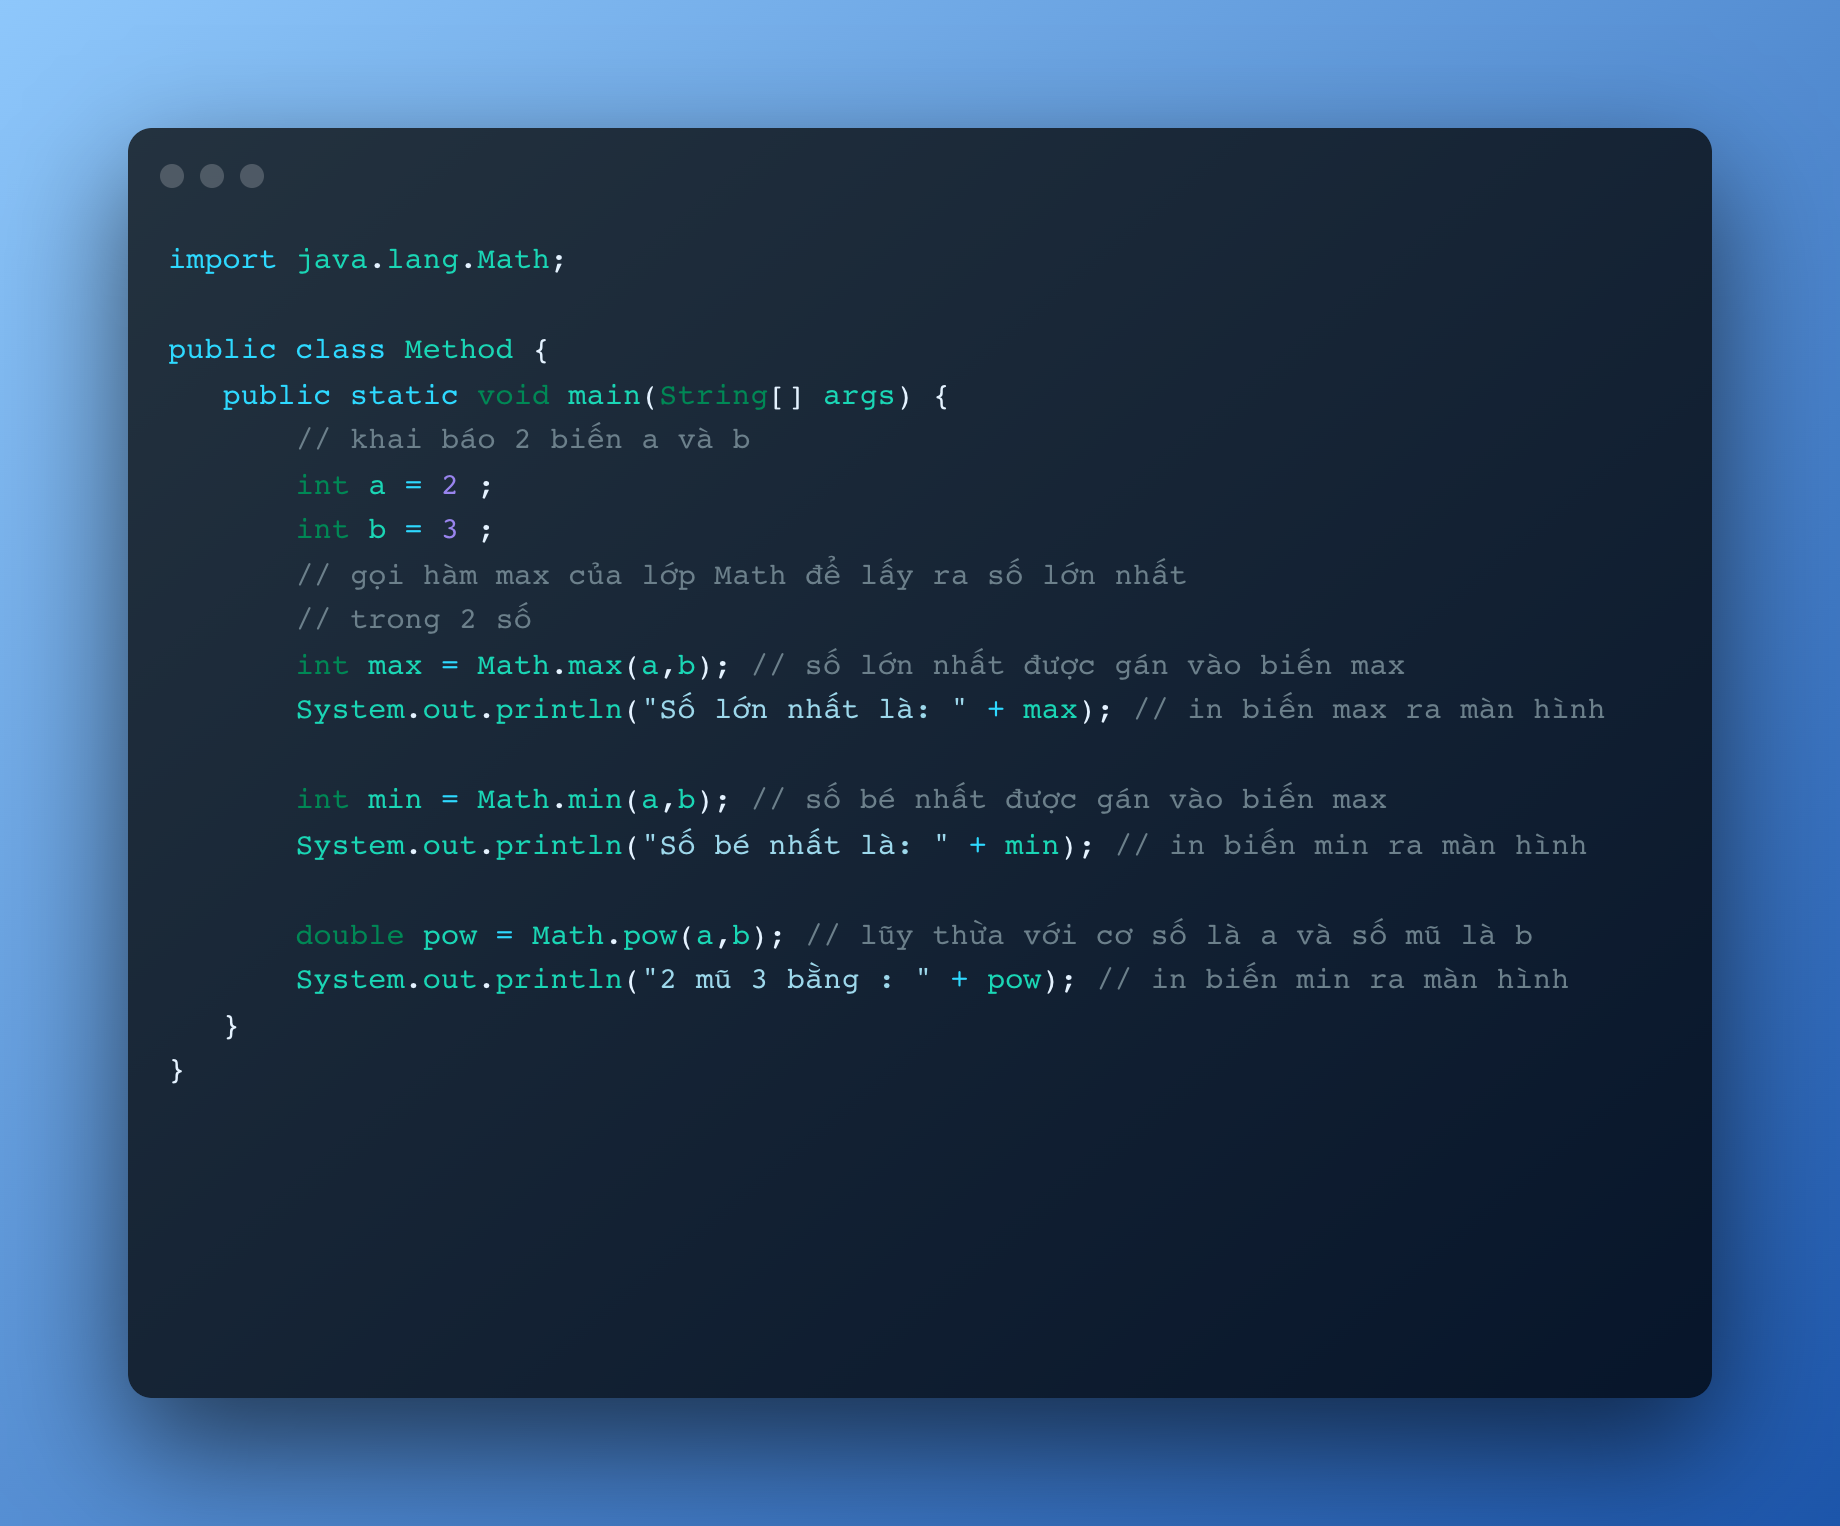 import java.lang.Math;
public class Method {
public static void main(String[] args) {
// khai báo 2 biến a và b
int a = 2 ;
int b = 3 ;
// gọi hàm max của lớp Math để lấy ra số lớn nhất
// trong 2 số
int max = Math.max(a,b); // số lớn nhất được gán vào biến max
System.out.println("Số lớn nhất là: " + max); // in biến max ra màn hình
int min = Math.min(a,b); // số bé nhất được gán vào biến max
System.out.println("Số bé nhất là: " + min); // in biến min ra màn hình
double pow = Math.pow(a,b); // lũy thừa với cơ số là a và số mũ là b
System.out.println("2 mũ 3 bằng : " + pow); // in biến min ra màn hình
}
}